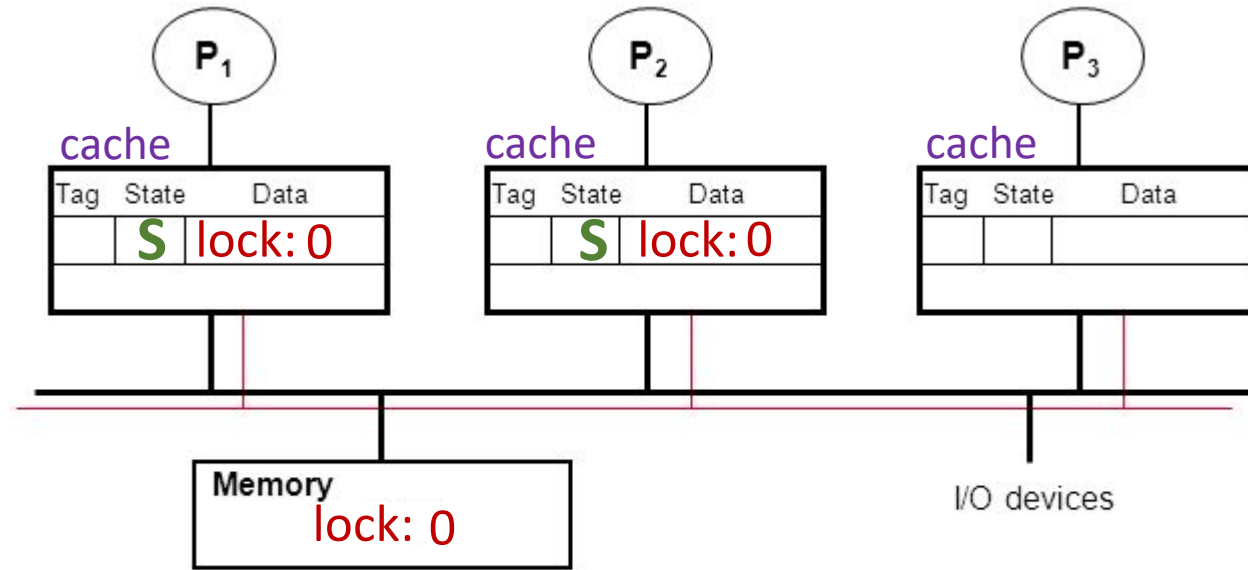 P1 P2 P3
cache cache cache
Tag State Data Tag State Data Tag State Data
S lock: 0 S lock: 0
Memory
lock: 0
I/O devices